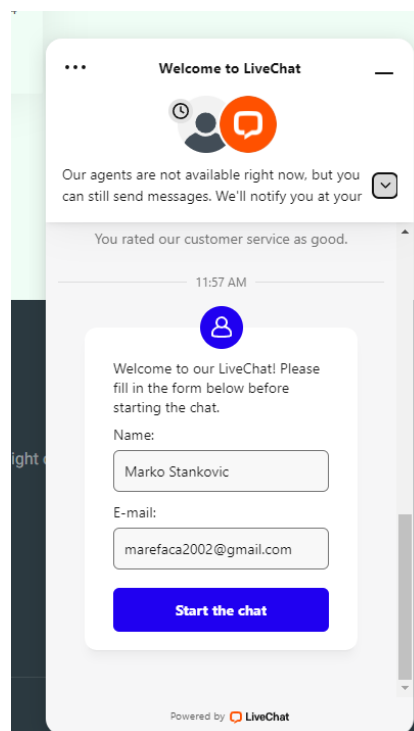 Welcome to LiveChat
Our agents are not available right now, but you
can still send messages. We'll notify you at your
You rated our customer service as good.
11:57 AM
Welcome to our LiveChat! Please
fill in the form below before
starting the chat.
Name:
ight
Marko Stankovic
E-mail:
marefaca2002@gmail.com
Start the chat
Powered by LiveChat